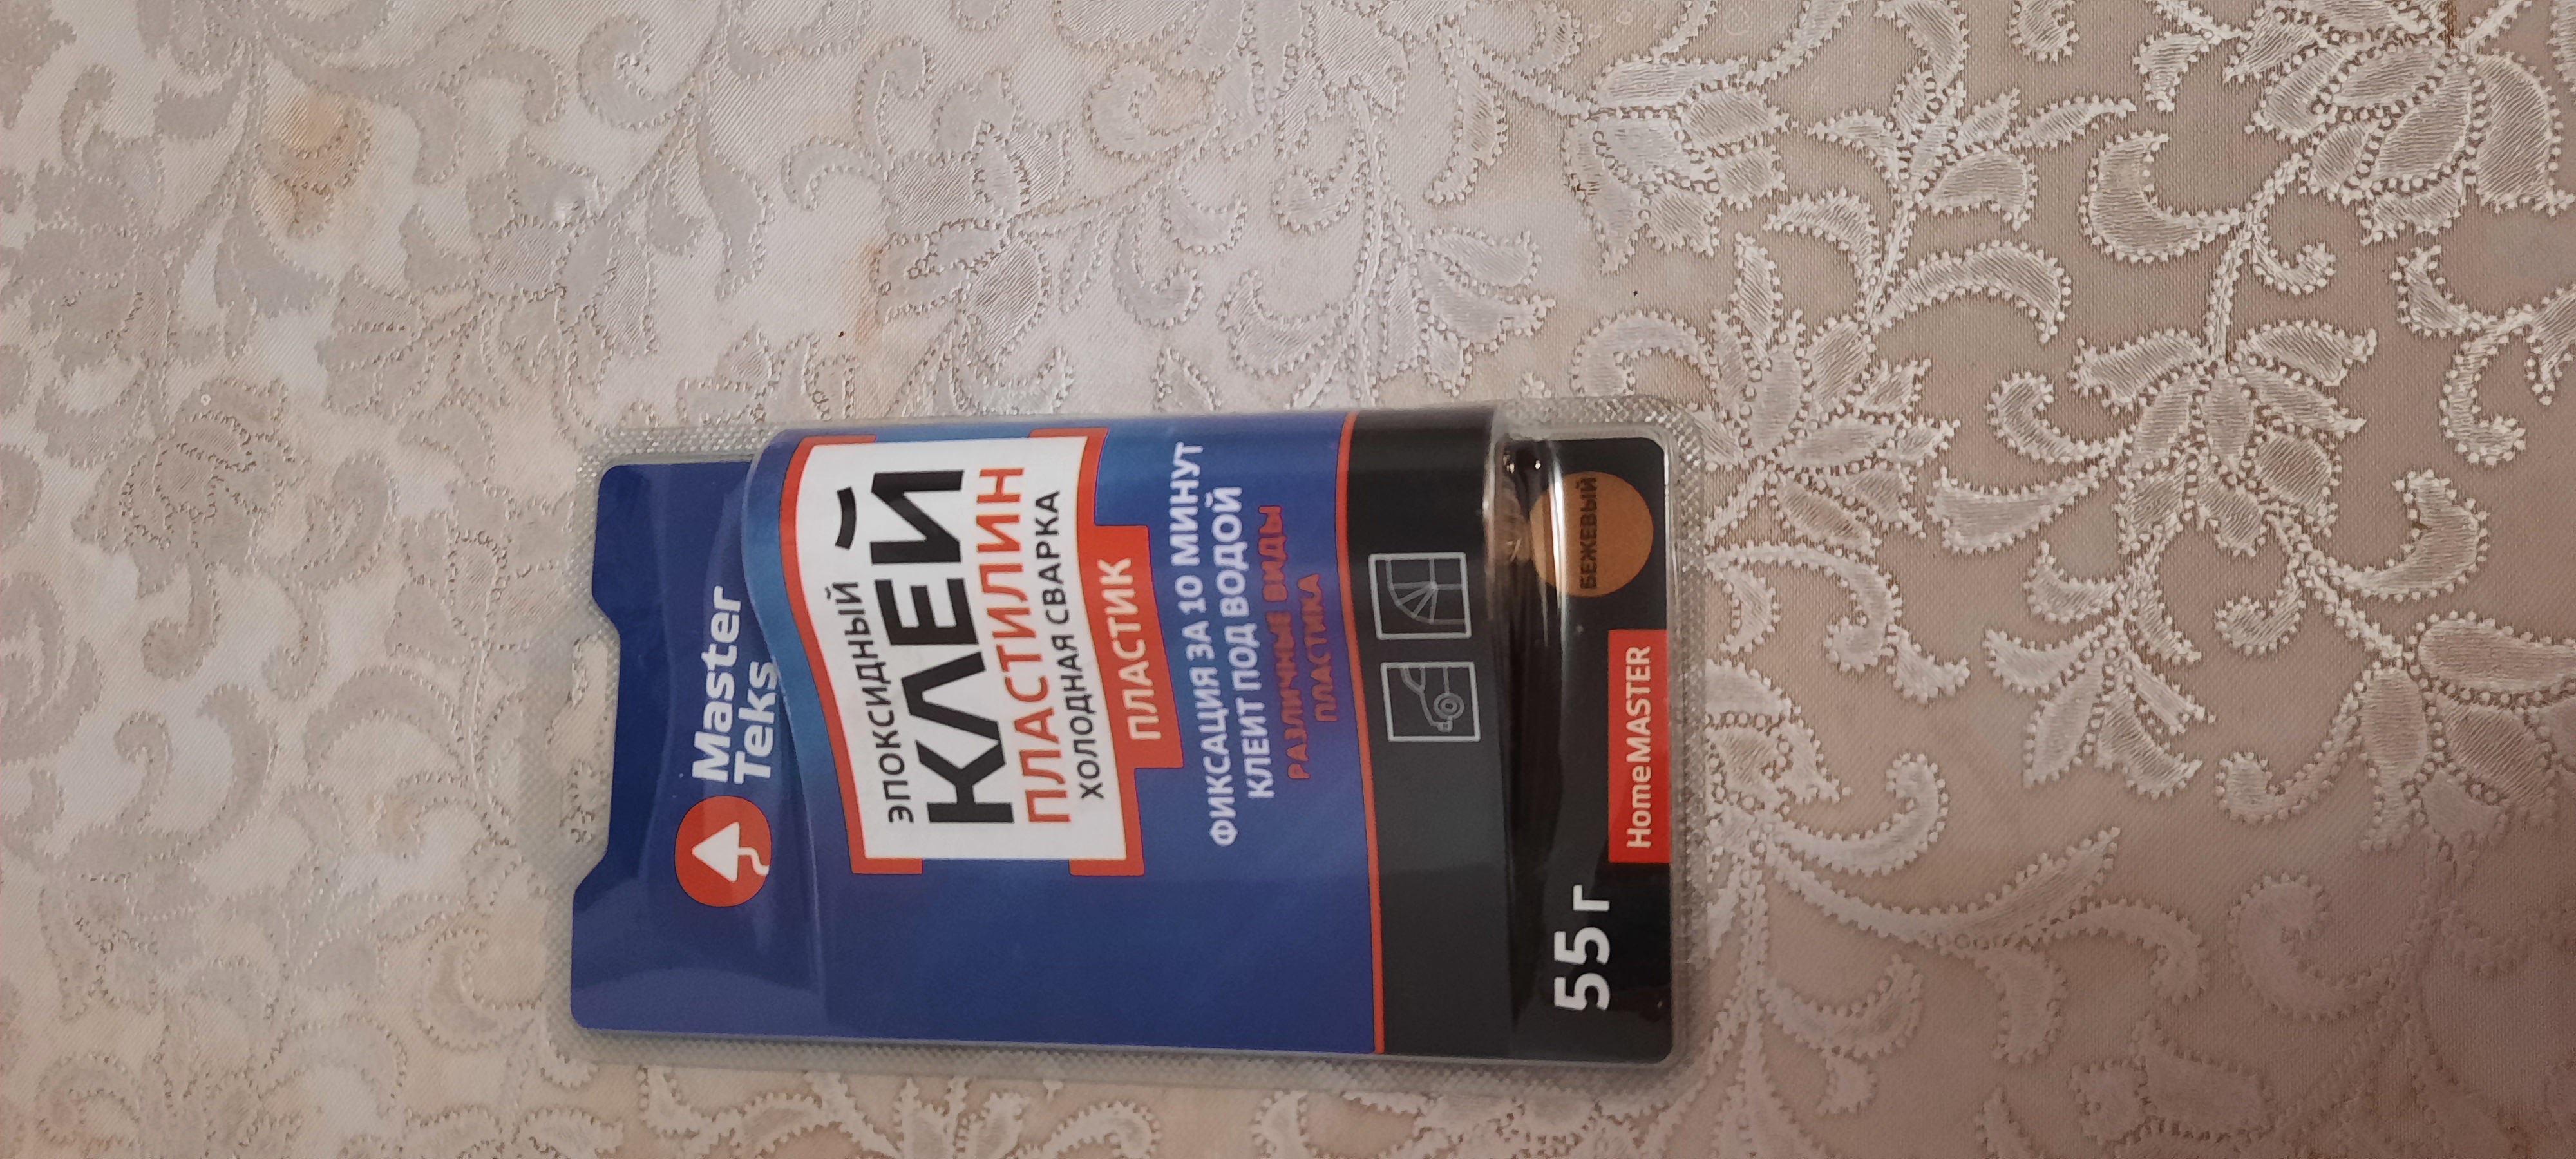 Master
Teks
ЭПОКСИДНЫЙ
КЛЕЙ
ПЛАСТИЛИН
ХОЛОДНАЯ СВАРКА
ПЛАСТИК
ФИКСАЦИЯ ЗА 10 МИНУТ
КЛЕИТ ПОД ВОДОЙ
РАЗЛИЧНЫЕ ВИДЫ
ПЛАСТИКА
БЕЖЕВЫЙ
55 г
HomeMASTER